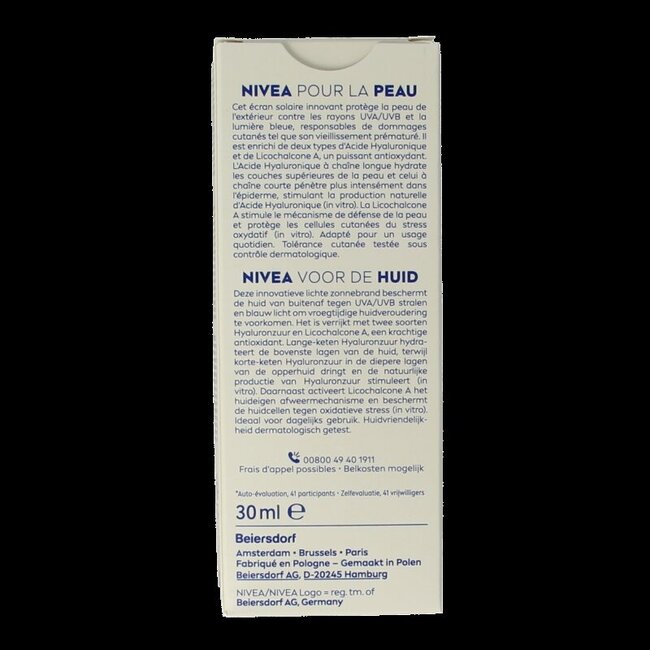 NIVEA POUR LA PEAU
Cet écran solaire innovant protège la peau de
l'extérieur contre les rayons UVA/UVB et la
lumière bleue, responsables de dommages
cutanés tel que son vieillissement prématuré. Il
est enrichi de deux types d'Acide Hyaluronique
et de Licochalcone A, un puissant antioxydant.
L'Acide Hyaluronique à chaîne longue hydrate
les couches supérieures de la peau et celui à
chaîne courte pénètre plus intensément dans
l'épiderme, stimulant la production naturelle
d'Acide Hyaluronique (in vitro). La Licochalcone
A stimule le mécanisme de défense de la peau
et protège les cellules cutanées du stress
oxydatif (in vitro). Adapté pour un usage
quotidien. Tolérance cutanée testée sous
contrôle dermatologique.
NIVEA VOOR DE HUID
Deze innovatieve lichte zonnebrand beschermt
de huid van buitenaf tegen UVA/UVB stralen
en blauw licht om vroegtijdige huidveroudering
te voorkomen. Het is verrijkt met twee soorten
Hyaluronzuur en Licochalcone A, een krachtige
antioxidant. Lange-keten Hyaluronzuur hydra-
teert de bovenste lagen van de huid, terwijl
korte-keten Hyaluronzuur in de diepere lagen
van de opperhuid dringt en de natuurlijke
productie van Hyaluronzuur stimuleert (in
vitro). Daarnaast activeert Licochalcone A het
huideigen afweermechanisme en beschermt
de huidcellen tegen oxidatieve stress (in vitro).
Ideaal voor dagelijks gebruik. Huidvriendelijk-
heid dermatologisch getest.
00800 49 40 1911
Frais d'appel possibles • Belkosten mogelijk
*Auto-évaluation, 41 participants • Zelfevaluatie, 41 vrijwilligers
30 ml e
Beiersdorf
Amsterdam • Brussels • Paris
Fabriqué en Pologne – Gemaakt in Polen
Beiersdorf AG, D-20245 Hamburg
NIVEA/NIVEA Logo = reg. tm. of
Beiersdorf AG, Germany